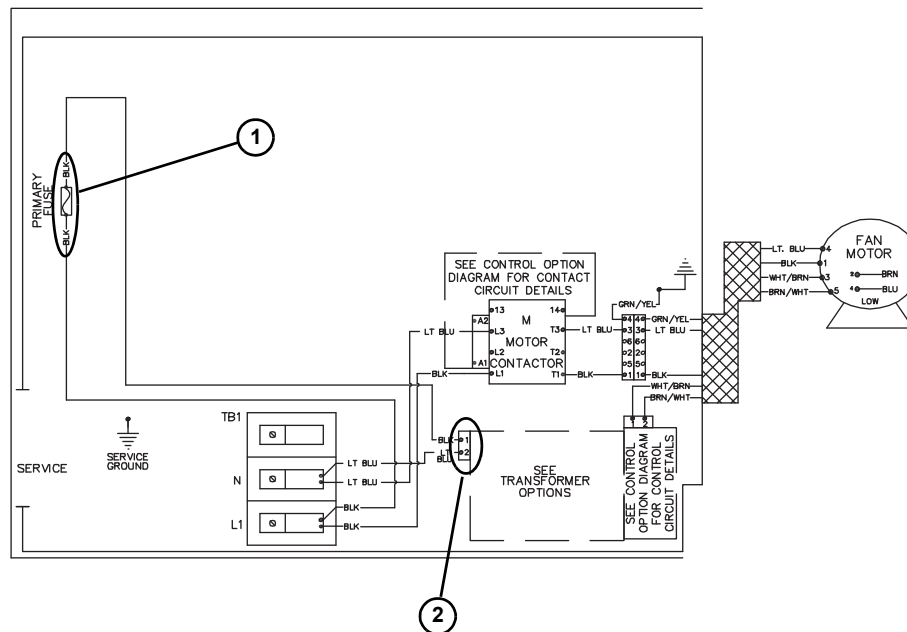 1
PRIMARY
FUSE
BLK
BLK
SEE CONTROL OPTION
DIAGRAM FOR CONTACT
CIRCUIT DETAILS
GRN/YEL
LT. BLU
4
BLK
1
WHT/BRN
3
BRN/WHT
5
FAN
MOTOR
2
BRN
4
BLU
LOW
13
14
A2
M
LT BLU
L3
T3
LT BLU
MOTOR
L2
T2
CONTACTOR
A1
BLK
L1
T1
BLK
4 4
GRN/YEL
3 3
LT BLU
6 6
2 2
5 5
1 1
BLK
WHT/BRN
BRN/WHT
1 2
TB1
SERVICE
SERVICE
GROUND
N
LT BLU
LT BLU
L1
BLK
BLK
BLK
1
LT
BLU
2
SEE
TRANSFORMER
OPTIONS
SEE CONTROL
OPTION DIAGRAM
FOR CONTROL
CIRCUIT DETAILS
2